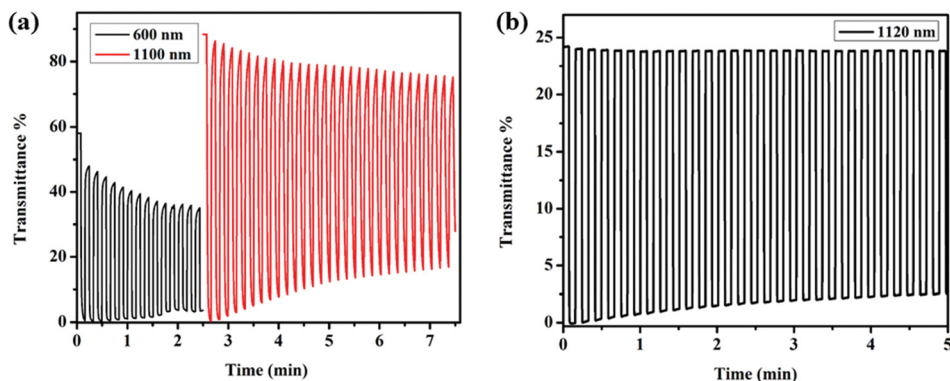 (a)
600 nm
1100 nm
Transmittance %
80
60
40
20
0
0 1 2 3 4 5 6 7
Time (min)
(b)
1120 nm
Transmittance %
25
20
15
10
5
0
0 1 2 3 4 5
Time (min)